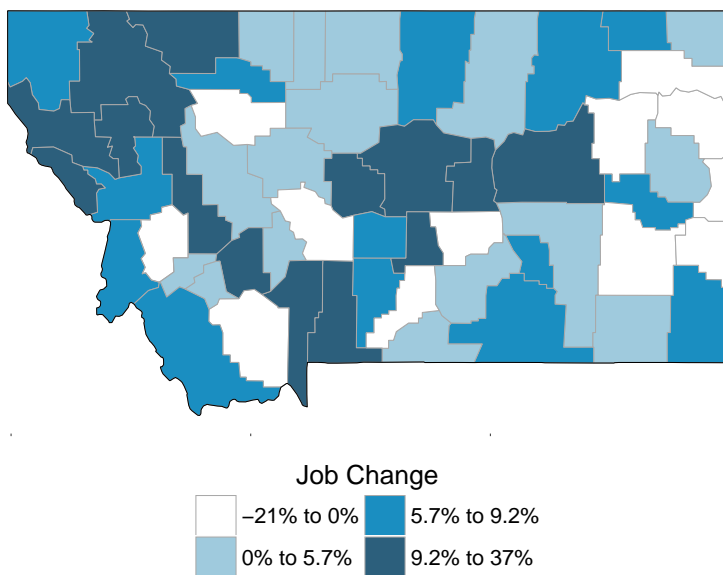 Job Change
−21% to 0%
5.7% to 9.2%
0% to 5.7%
9.2% to 37%